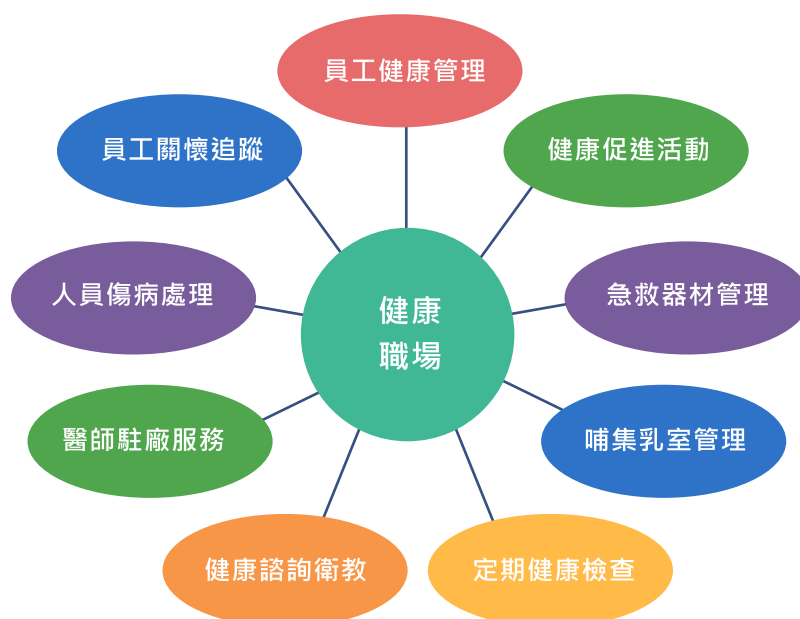 員工健康管理
員工關懷追蹤
健康促進活動
人員傷病處理
急救器材管理
健康
職場
醫師駐廠服務
哺集乳室管理
健康諮詢衛教
定期健康檢查